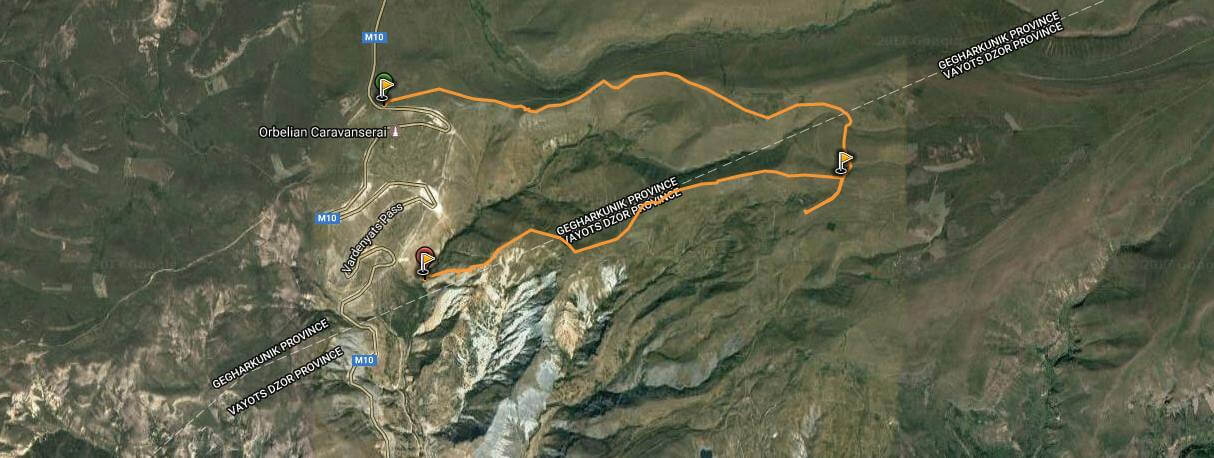 M10
GEGHARKUNIK PROVINCE
VAYOTS DZOR PROVINCE
Orbelian Caravanserai
M10
Vardenyats Pass
GEGHARKUNIK PROVINCE
VAYOTS DZOR PROVINCE
GEGHARKUNIK PROVINCE
VAYOTS DZOR PROVINCE
M10